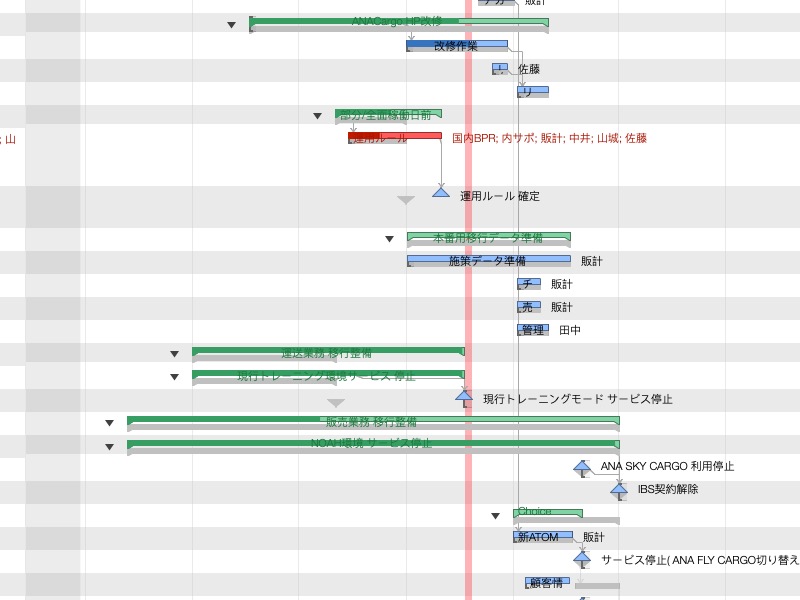 販計
ANACargo HP改修
改修作業
佐藤
リ
部分/全面稼働日前
; 山
運用ルール
国内BPR; 内サポ; 販計; 中井; 山城; 佐藤
運用ルール 確定
本番用移行データ準備
施策データ準備
販計
チ
販計
売
販計
管理
田中
運送業務 移行整備
現行トレーニング環境サービス 停止
現行トレーニングモード サービス停止
販売業務 移行整備
NOAH環境 サービス停止
ANA SKY CARGO 利用停止
IBS契約解除
Choice
新ATOM
販計
サービス停止( ANA FLY CARGO切り替え
顧客情